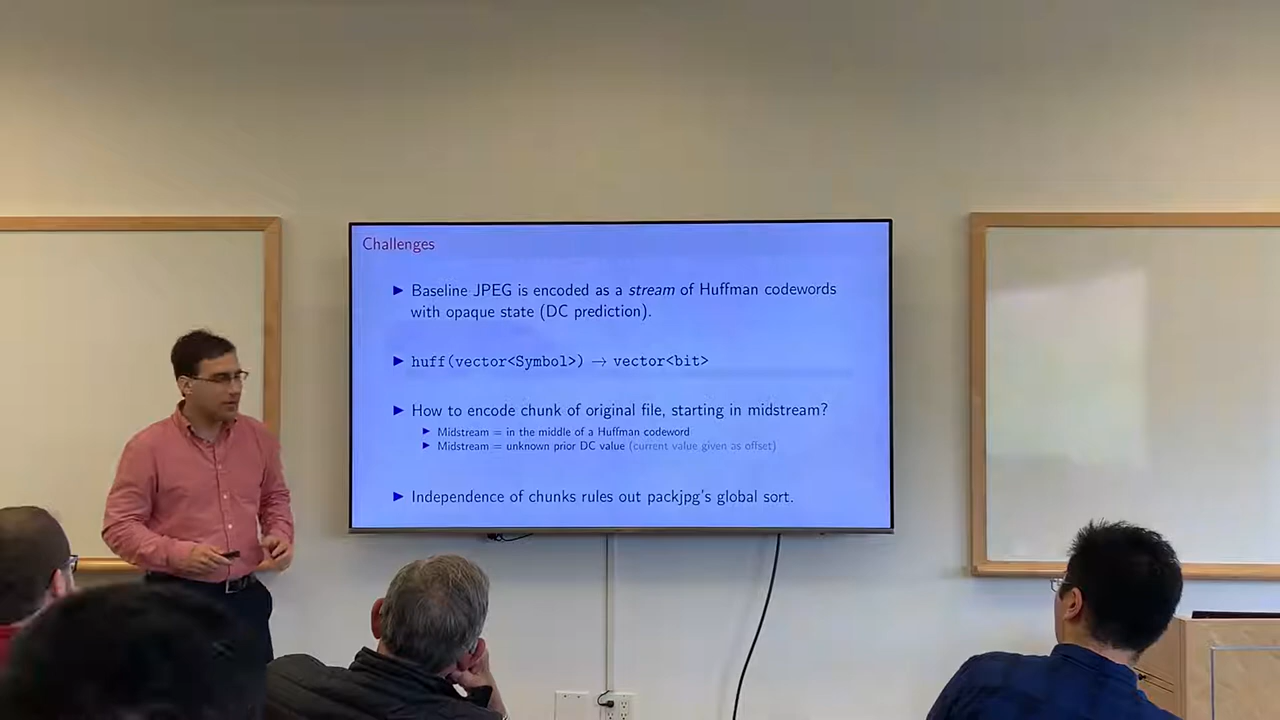 Challenges
▶ Baseline JPEG is encoded as a stream of Huffman codewords
with opaque state (DC prediction).
▶ huff(vector<Symbol>) → vector<bit>
▶ How to encode chunk of original file, starting in midstream?
▶ Midstream = in the middle of a Huffman codeword
▶ Midstream = unknown prior DC value (current value given as offset)
▶ Independence of chunks rules out packjpg's global sort.